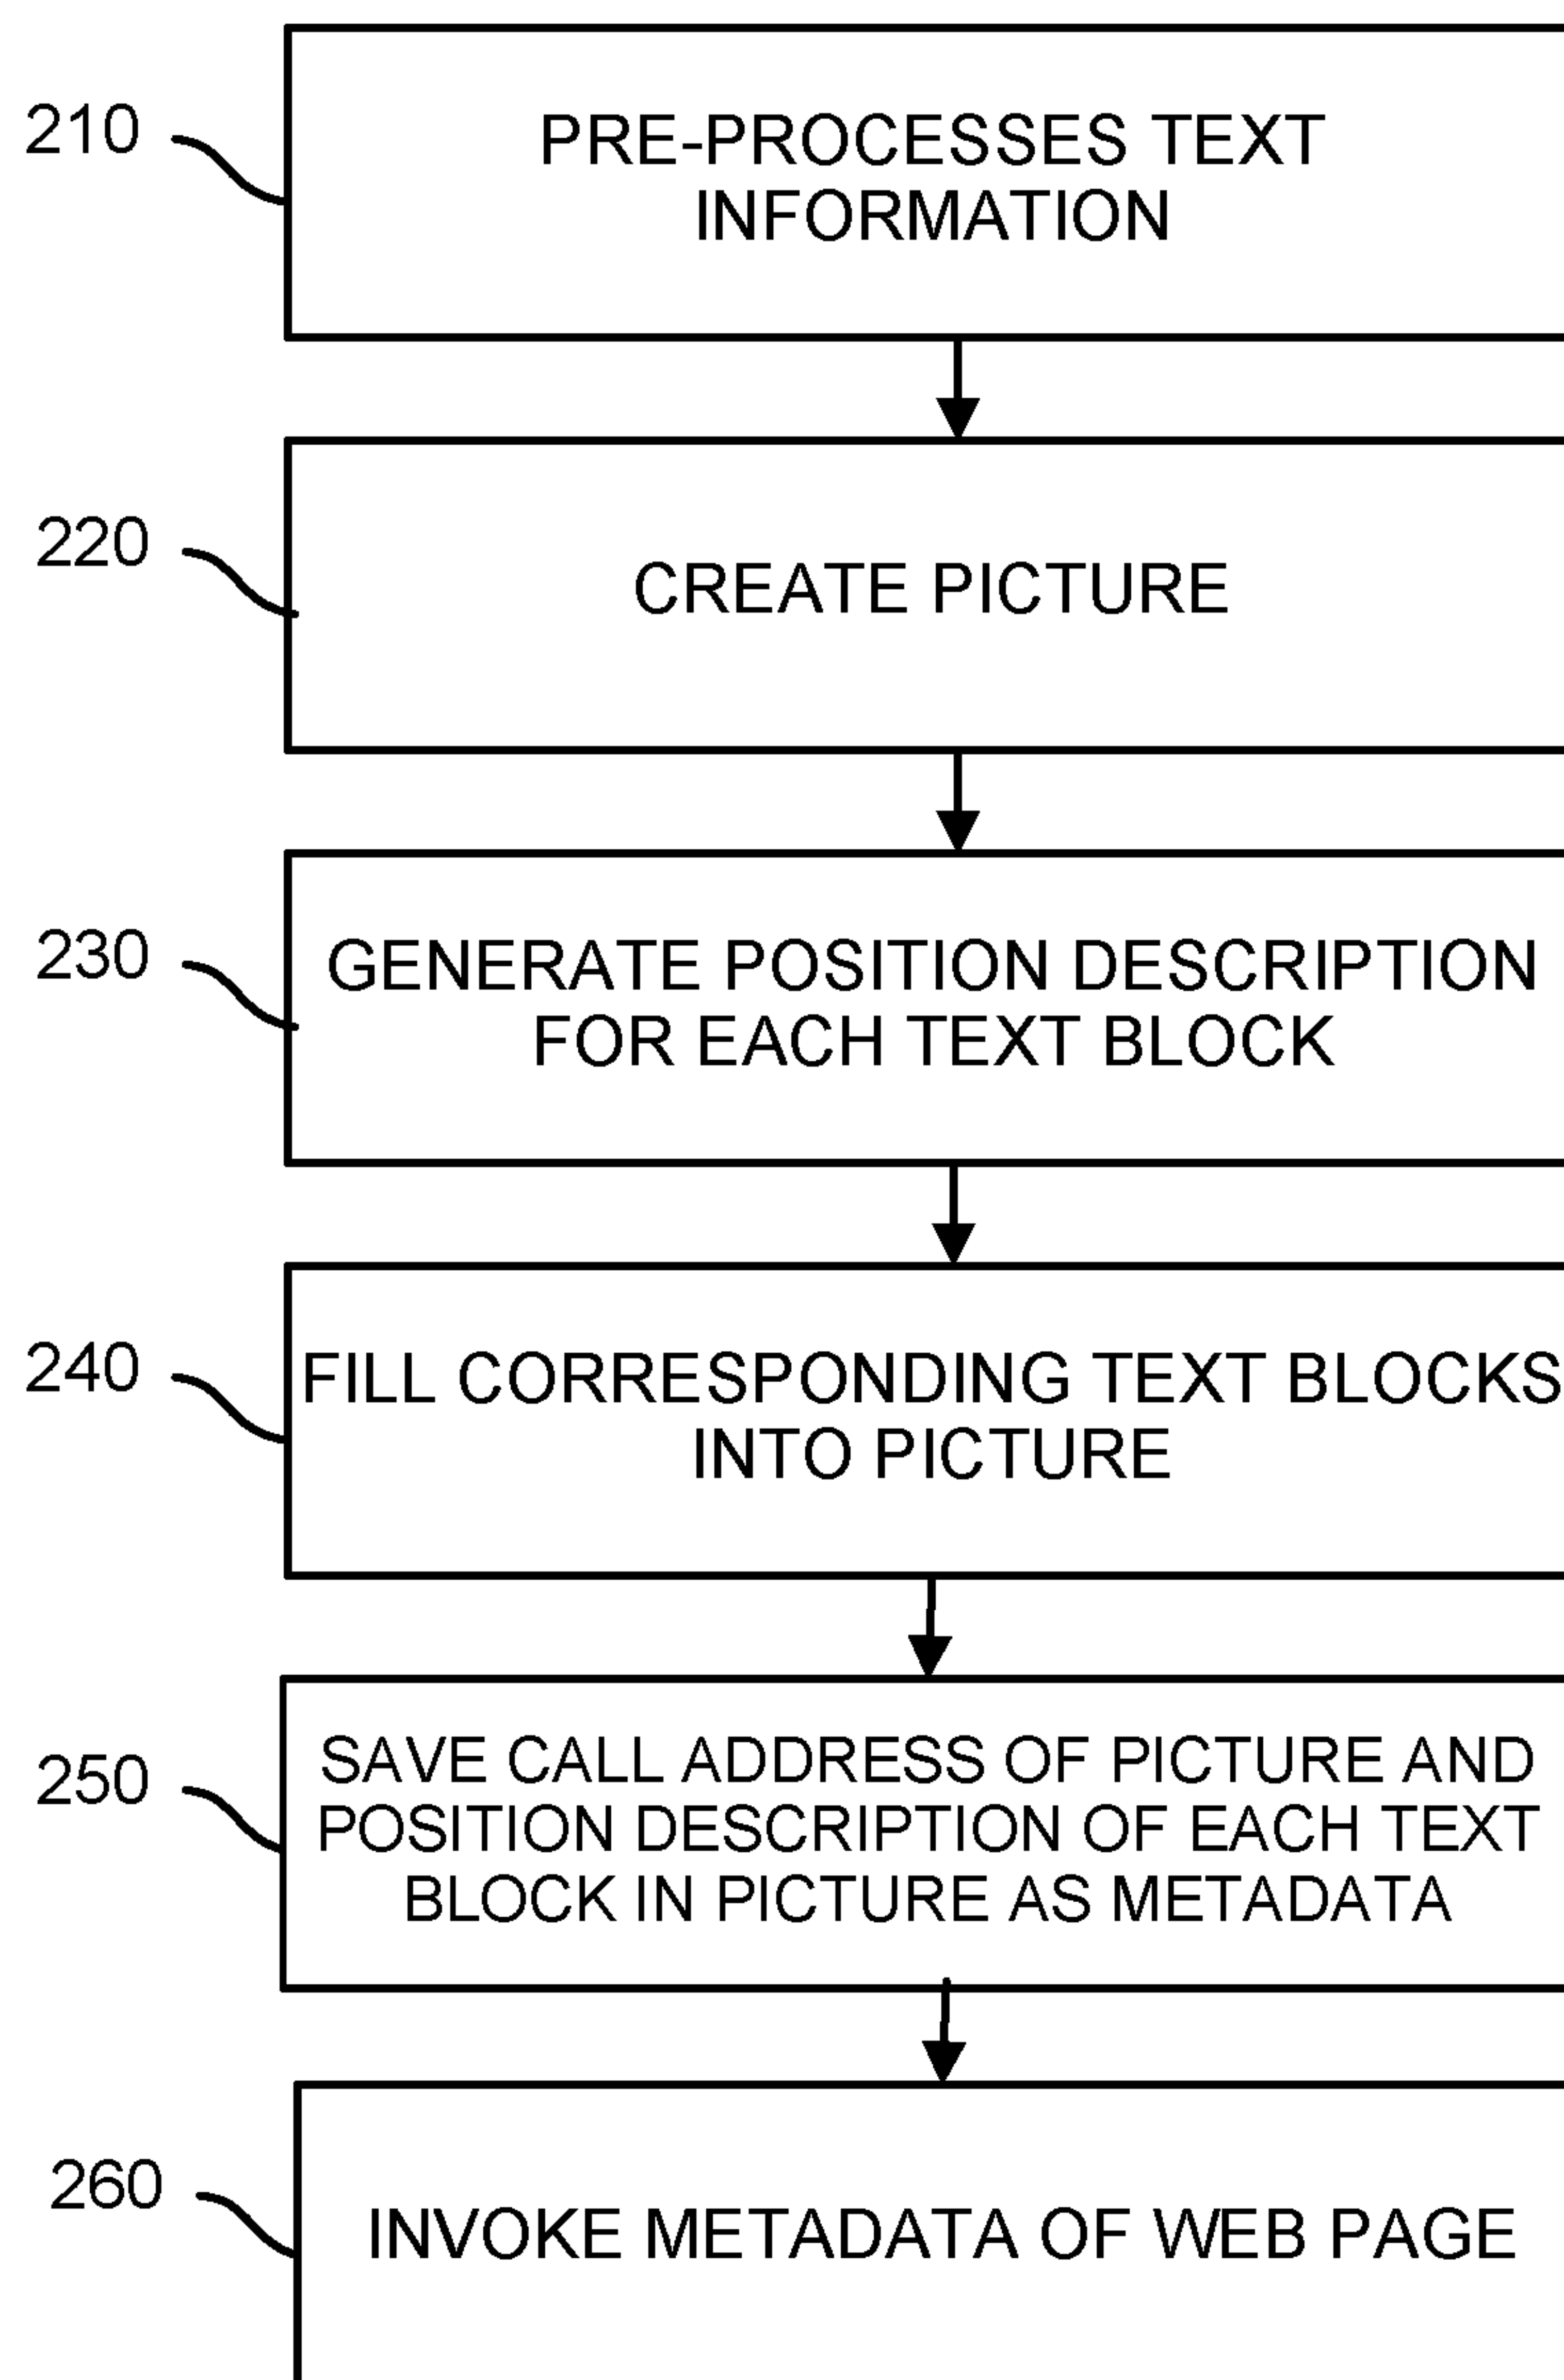 210
PRE-PROCESSES TEXT
INFORMATION
220
CREATE PICTURE
230
GENERATE POSITION DESCRIPTION
FOR EACH TEXT BLOCK
240
FILL CORRESPONDING TEXT BLOCKS
INTO PICTURE
250
SAVE CALL ADDRESS OF PICTURE AND
POSITION DESCRIPTION OF EACH TEXT
BLOCK IN PICTURE AS METADATA
260
INVOKE METADATA OF WEB PAGE